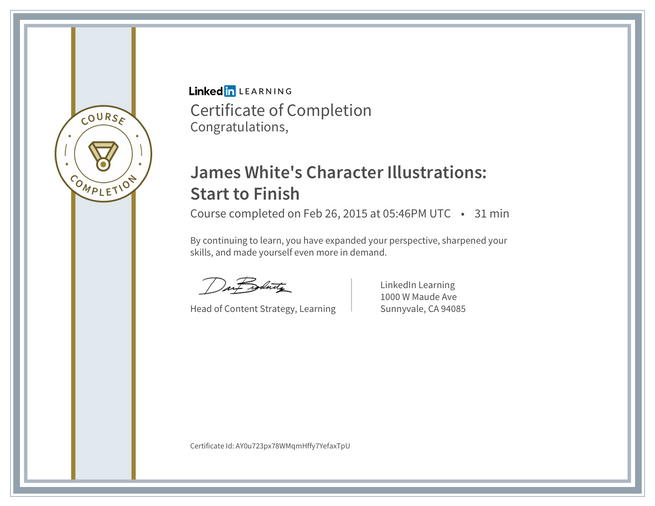 COURSE
COMPLETION
Linked in LEARNING
Certificate of Completion
Congratulations,
James White's Character Illustrations:
Start to Finish
Course completed on Feb 26, 2015 at 05:46PM UTC • 31 min
By continuing to learn, you have expanded your perspective, sharpened your
skills, and made yourself even more in demand.
Head of Content Strategy, Learning
LinkedIn Learning
1000 W Maude Ave
Sunnyvale, CA 94085
Certificate Id: AY0u723px78WMqmHffy7YefaxTpU